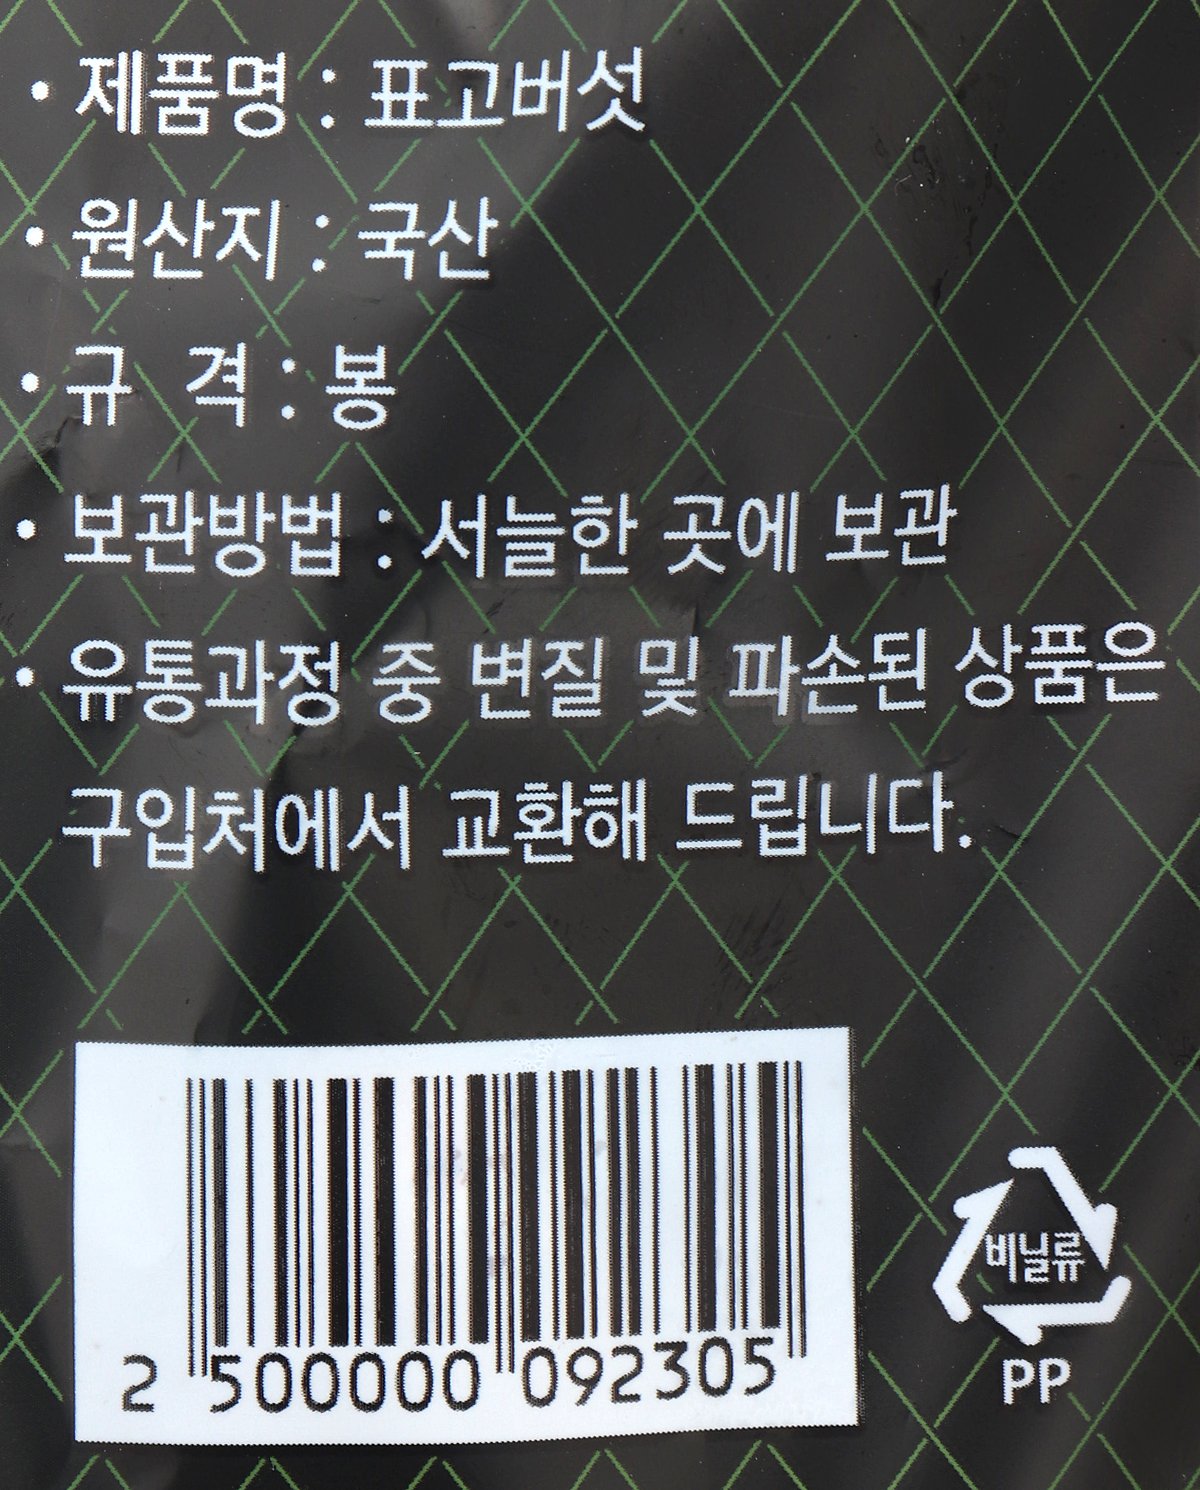 • 제품명 : 표고버섯
• 원산지 : 국산
• 규 격 : 봉
• 보관방법 : 서늘한 곳에 보관
• 유통과정 중 변질 및 파손된 상품은
구입처에서 교환해 드립니다.
2 500000 092305
비닐류
PP